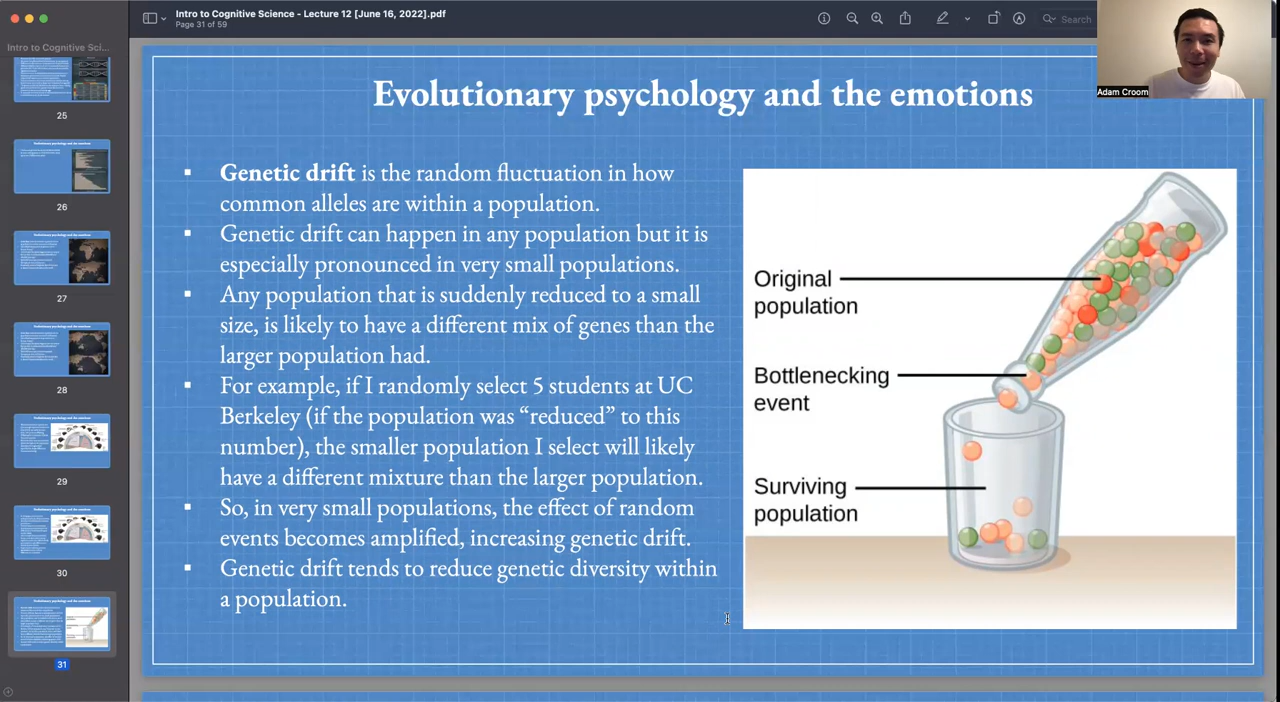 Intro to Cognitive Science - Lecture 12 [June 16, 2022].pdf
Page 31 of 59
Search
Adam Croom
Intro to Cognitive Sci...
25
26
27
28
29
30
31
Evolutionary psychology and the emotions
▪ Genetic drift is the random fluctuation in how
common alleles are within a population.
▪ Genetic drift can happen in any population but it is
especially pronounced in very small populations.
▪ Any population that is suddenly reduced to a small
size, is likely to have a different mix of genes than the
larger population had.
▪ For example, if I randomly select 5 students at UC
Berkeley (if the population was “reduced” to this
number), the smaller population I select will likely
have a different mixture than the larger population.
▪ So, in very small populations, the effect of random
events becomes amplified, increasing genetic drift.
▪ Genetic drift tends to reduce genetic diversity within
a population.
Original
population
Bottlenecking
event
Surviving
population